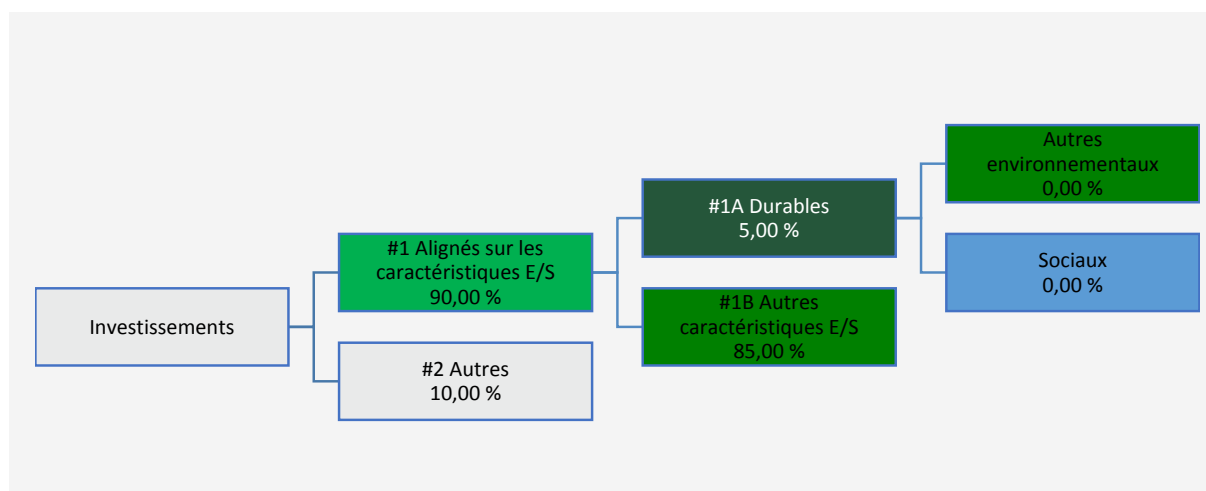 Investissements
#1 Alignés sur les
caractéristiques E/S
90,00 %
#2 Autres
10,00 %
#1A Durables
5,00 %
#1B Autres
caractéristiques E/S
85,00 %
Autres
environnementaux
0,00 %
Sociaux
0,00 %